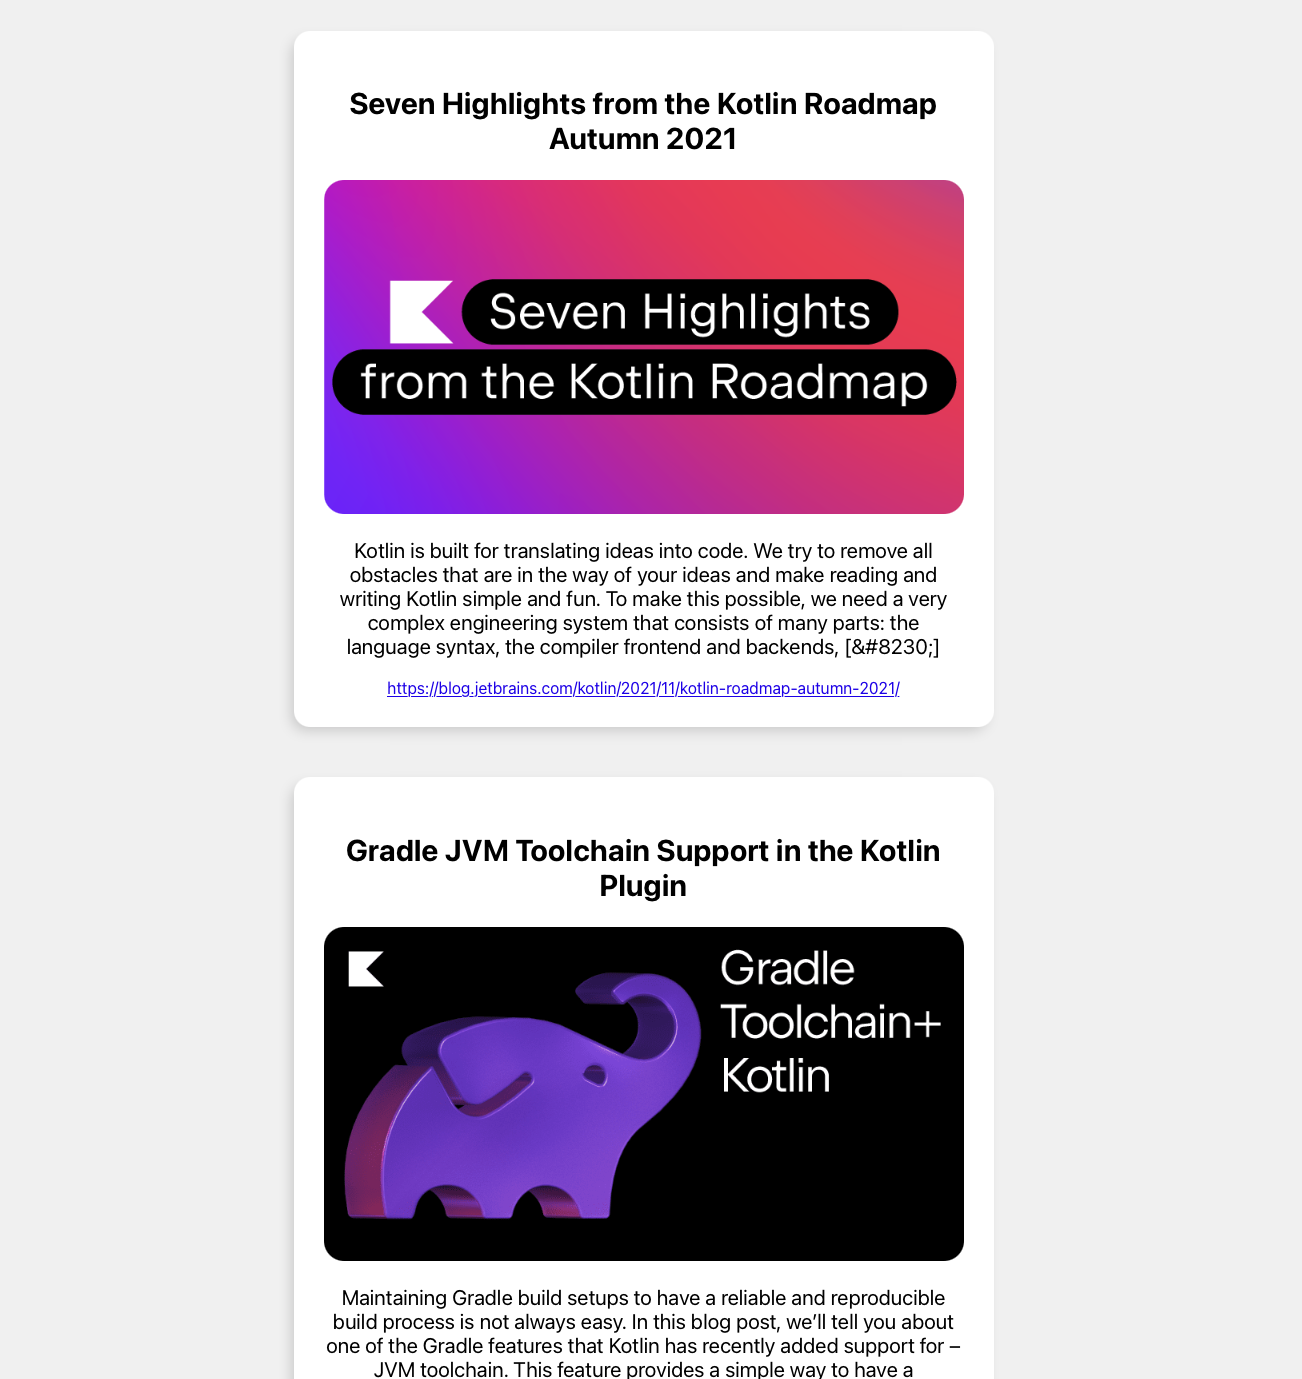 Seven Highlights from the Kotlin Roadmap
Autumn 2021
Seven Highlights
from the Kotlin Roadmap
Kotlin is built for translating ideas into code. We try to remove all
obstacles that are in the way of your ideas and make reading and
writing Kotlin simple and fun. To make this possible, we need a very
complex engineering system that consists of many parts: the
language syntax, the compiler frontend and backends, [&#8230;]
https://blog.jetbrains.com/kotlin/2021/11/kotlin-roadmap-autumn-2021/
Gradle JVM Toolchain Support in the Kotlin
Plugin
Gradle
Toolchain+
Kotlin
Maintaining Gradle build setups to have a reliable and reproducible
build process is not always easy. In this blog post, we’ll tell you about
one of the Gradle features that Kotlin has recently added support for –
JVM toolchain. This feature provides a simple way to have a